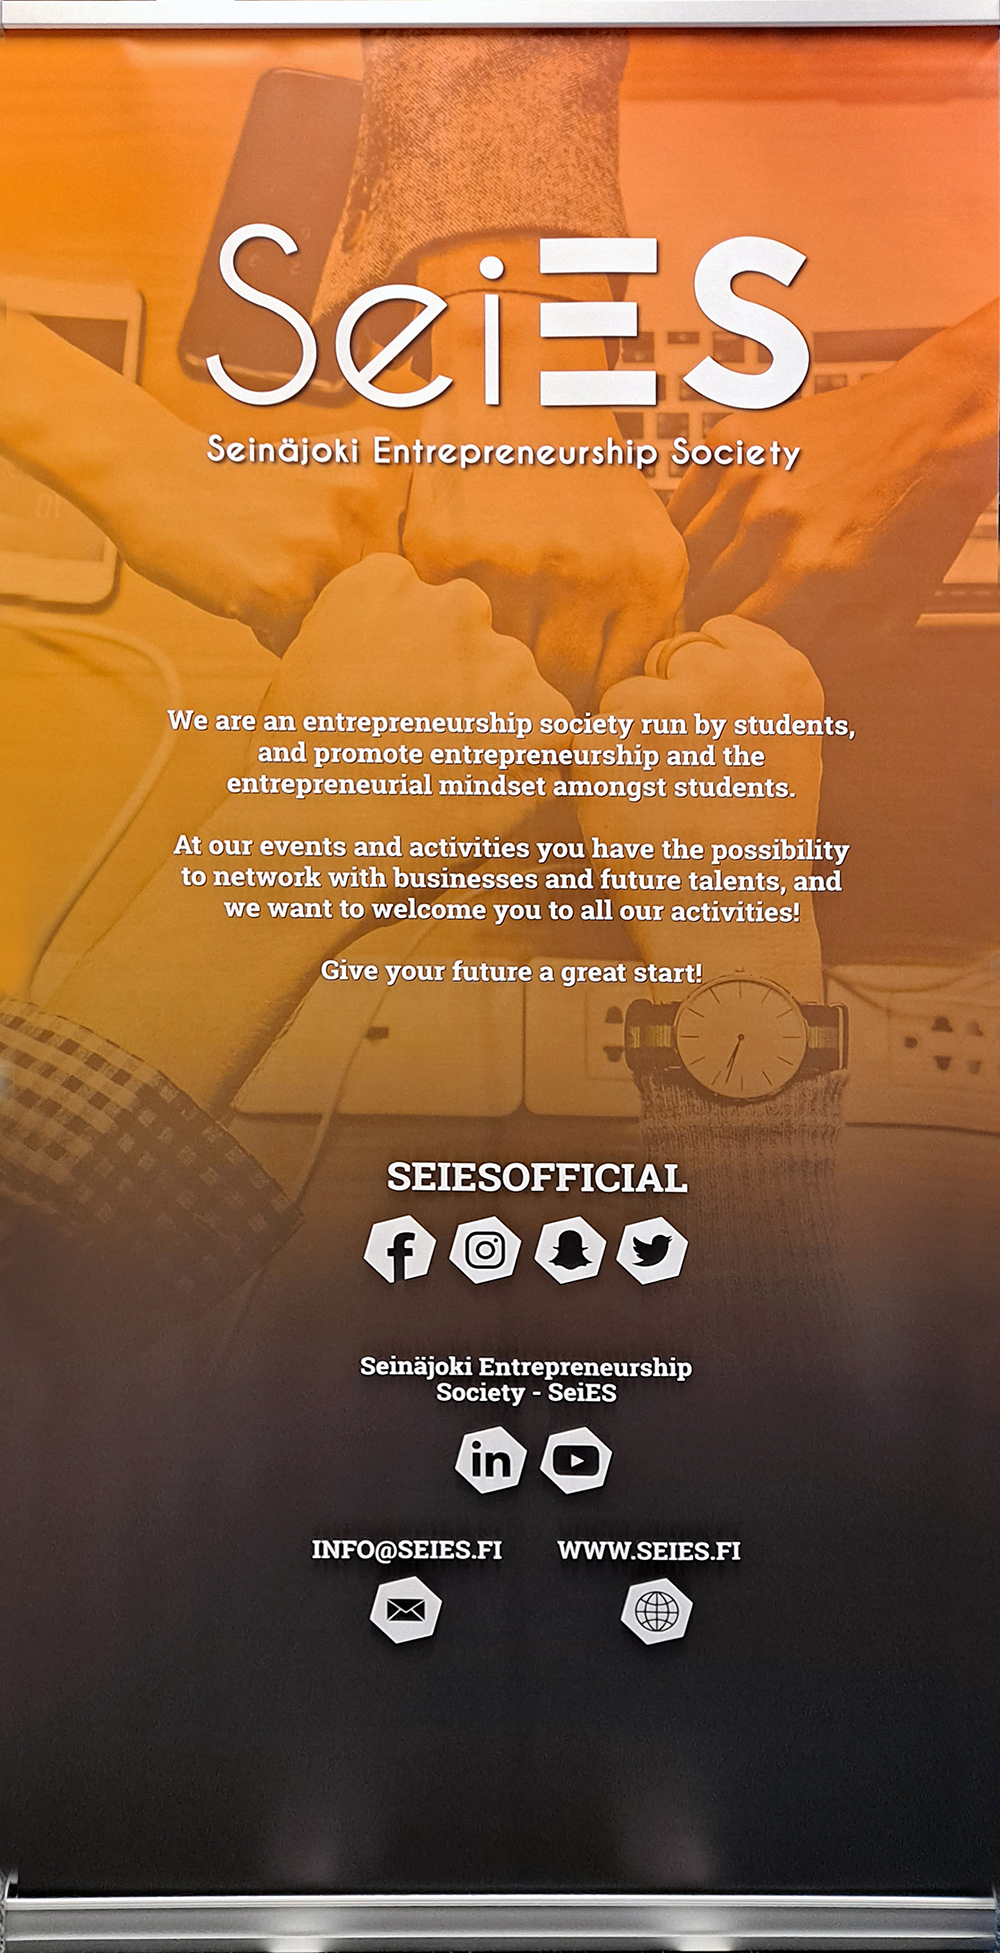 SeiES
Seinäjoki Entrepreneurship Society
We are an entrepreneurship society run by students,
and promote entrepreneurship and the
entrepreneurial mindset amongst students.
At our events and activities you have the possibility
to network with businesses and future talents, and
we want to welcome you to all our activities!
Give your future a great start!
SEIESOFFICIAL
Seinäjoki Entrepreneurship
Society - SeiES
in
INFO@SEIES.FI WWW.SEIES.FI